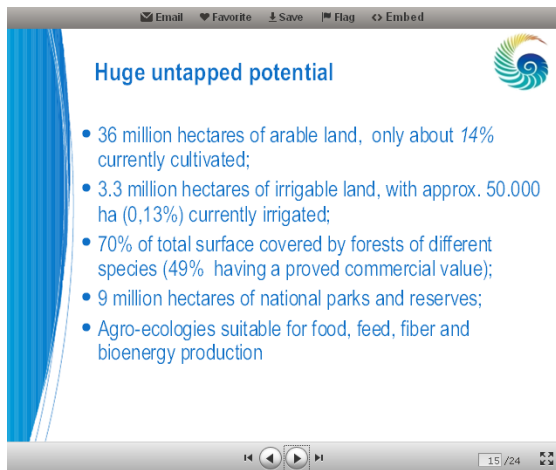 Email Favorite Save Flag Embed
Huge untapped potential
• 36 million hectares of arable land, only about 14%
currently cultivated;
• 3.3 million hectares of irrigable land, with approx. 50.000
ha (0,13%) currently irrigated;
• 70% of total surface covered by forests of different
species (49% having a proved commercial value);
• 9 million hectares of national parks and reserves;
• Agro-ecologies suitable for food, feed, fiber and
bioenergy production
15 /24